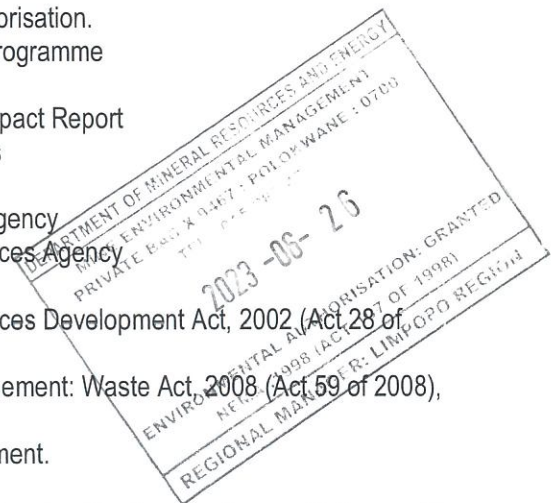 orisation.
rogramme
pact Report
s
gency
ces Agency
ces Development Act, 2002 (Act 28 of
ement: Waste Act, 2008 (Act 59 of 2008),
ment.
DEPARTMENT OF MINERAL RESOURCES AND ENERGY
MINE ENVIRONMENTAL MANAGEMENT
PRIVATE BAG X 9467 : POLOKWANE : 0700
2023 -06- 26
ENVIRONMENTAL AUTHORISATION: GRANTED
1998 (ACT 107 OF 1998)
REGIONAL MANAGER: LIMPOPO REGION